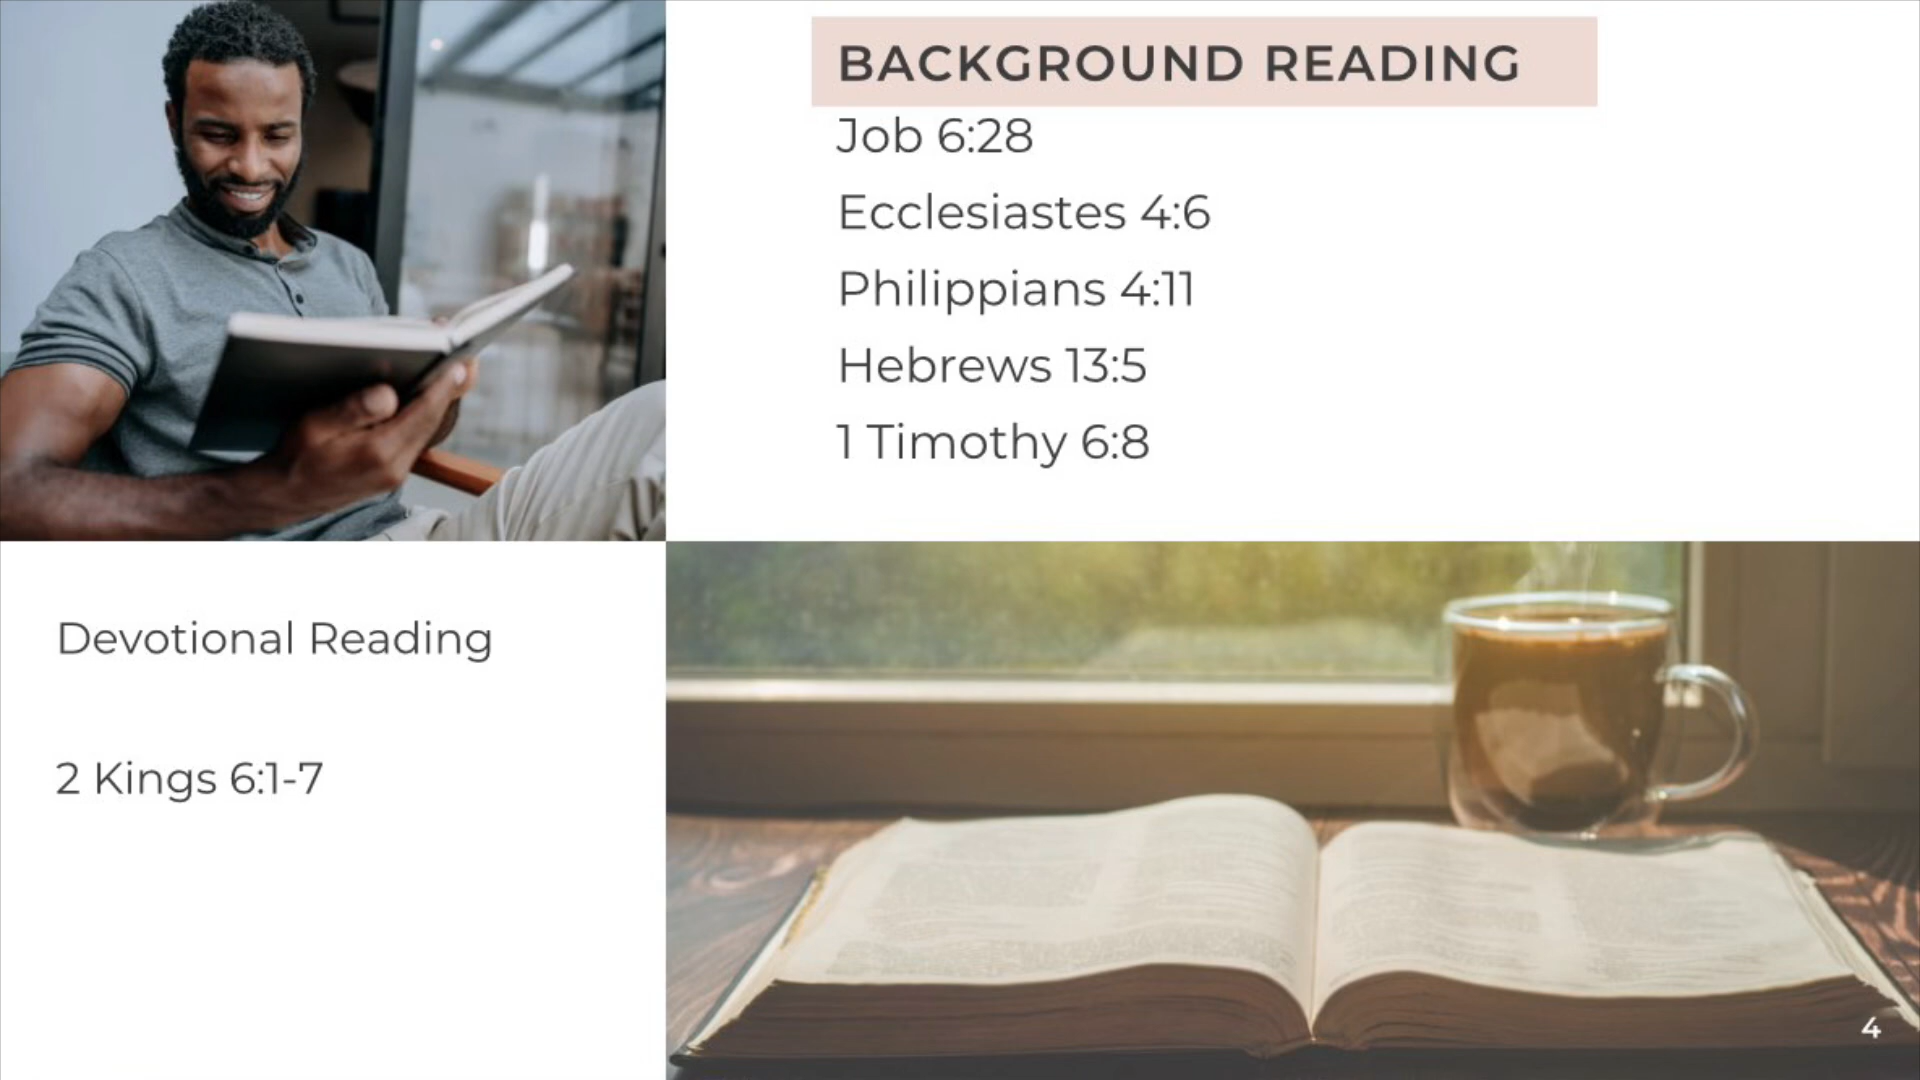 BACKGROUND READING
Job 6:28
Ecclesiastes 4:6
Philippians 4:11
Hebrews 13:5
1 Timothy 6:8
Devotional Reading
2 Kings 6:1-7
4